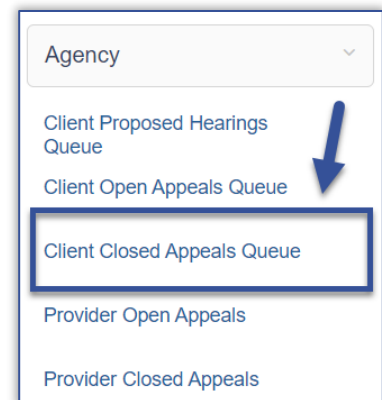 Agency
Client Proposed Hearings
Queue
Client Open Appeals Queue
Client Closed Appeals Queue
Provider Open Appeals
Provider Closed Appeals